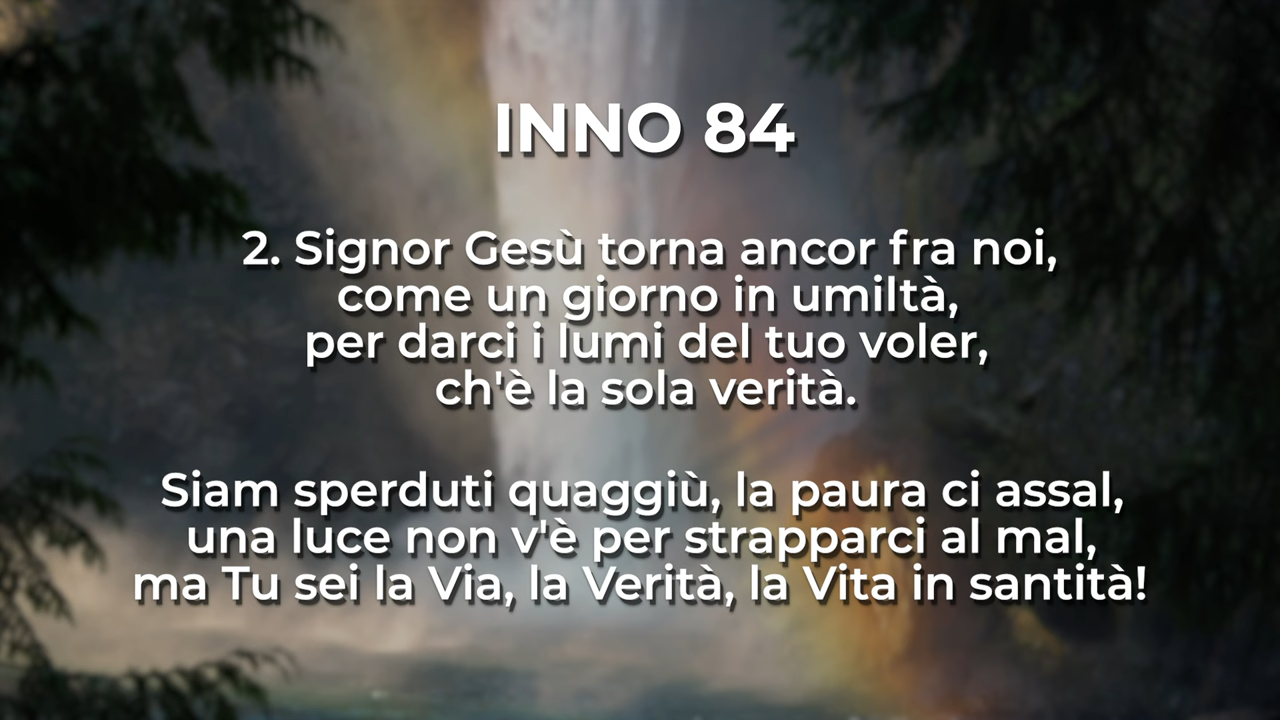 INNO 84
2. Signor Gesù torna ancor fra noi,
come un giorno in umiltà,
per darci i lumi del tuo voler,
ch'è la sola verità.
Siam sperduti quaggiù, la paura ci assal,
una luce non v'è per strapparci al mal,
ma Tu sei la Via, la Verità, la Vita in santità!